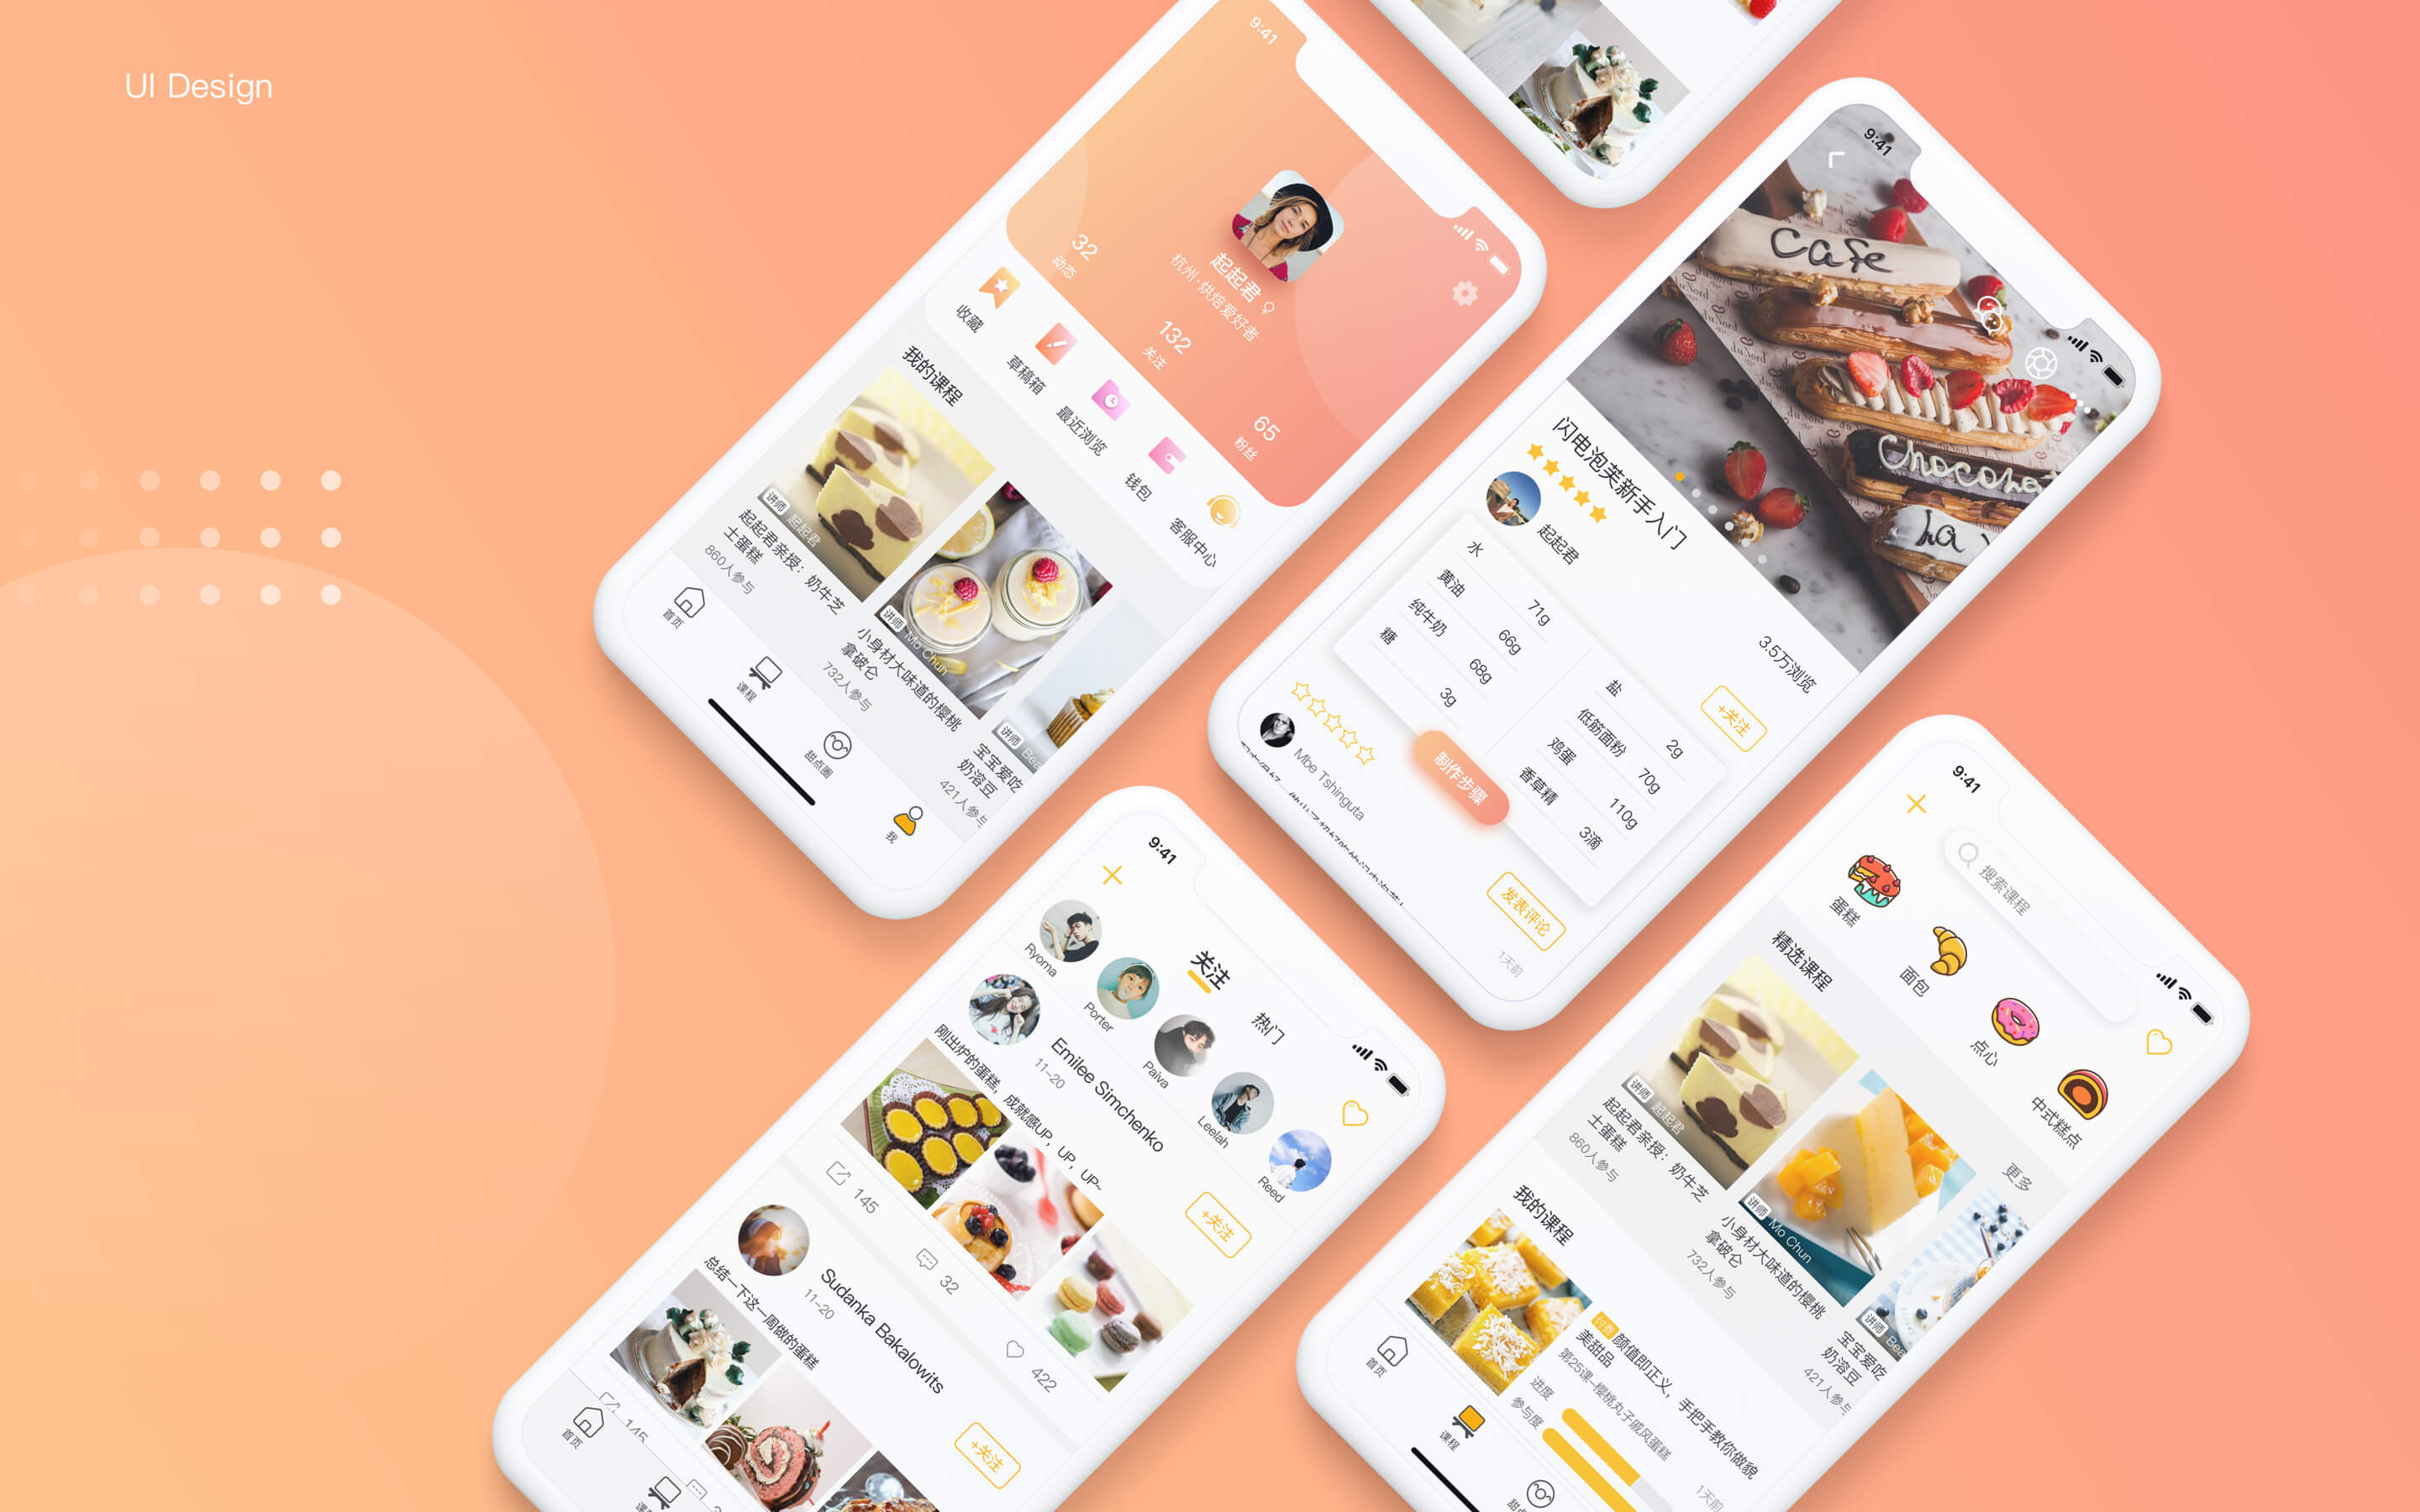 UI Design
9:41
起起君
杭州·烘焙爱好者
32
动态
132
关注
65
粉丝
收藏
草稿箱
最近浏览
钱包
客服中心
我的课程
讲师 起起君
起起君亲授：奶牛芝
士蛋糕
860人参与
讲师 Mo Chun
小身材大味道的樱桃
拿破仑
732人参与
讲师
宝宝爱吃
奶溶豆
421人参与
首页
课程
甜点圈
我
9:41
Cafe
du Nord
闪电泡芙新手入门
3.5万浏览
起起君
+关注
水
71g
黄油
66g
纯牛奶
68g
糖
3g
盐
2g
低筋面粉
70g
鸡蛋
110g
香草精
3滴
制作步骤
发表评论
Mbe Tshinguta
1天前
9:41
关注
热门
Ryoma
Porter
Paiva
Leelah
Reed
Emilee Simchenko
11-20
+关注
刚出炉的蛋糕，成就感UP，UP，UP~
145
32
422
Sudanka Bakalowits
11-20
+关注
总结一下这一周做的蛋糕
145
首页
9:41
搜索课程
蛋糕
面包
点心
中式糕点
精选课程
更多
讲师 起起君
起起君亲授：奶牛芝
士蛋糕
860人参与
讲师 Mo Chun
小身材大味道的樱桃
拿破仑
732人参与
讲师
宝宝爱吃
奶溶豆
421人参与
我的课程
颜值即正义，手把手教你做貌
美甜品
第25课-樱桃丸子戚风蛋糕
进度
参与度
1天前
首页
课程